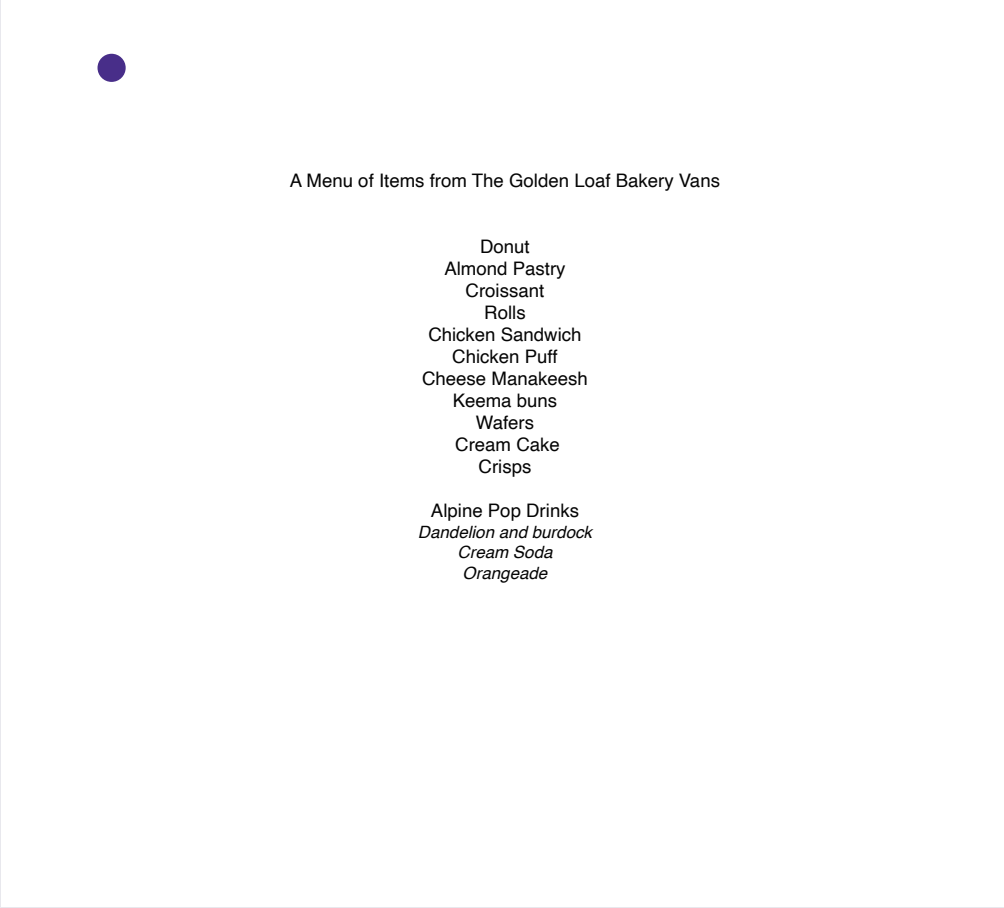 A Menu of Items from The Golden Loaf Bakery Vans
Donut
Almond Pastry
Croissant
Rolls
Chicken Sandwich
Chicken Puff
Cheese Manakeesh
Keema buns
Wafers
Cream Cake
Crisps
Alpine Pop Drinks
Dandelion and burdock
Cream Soda
Orangeade